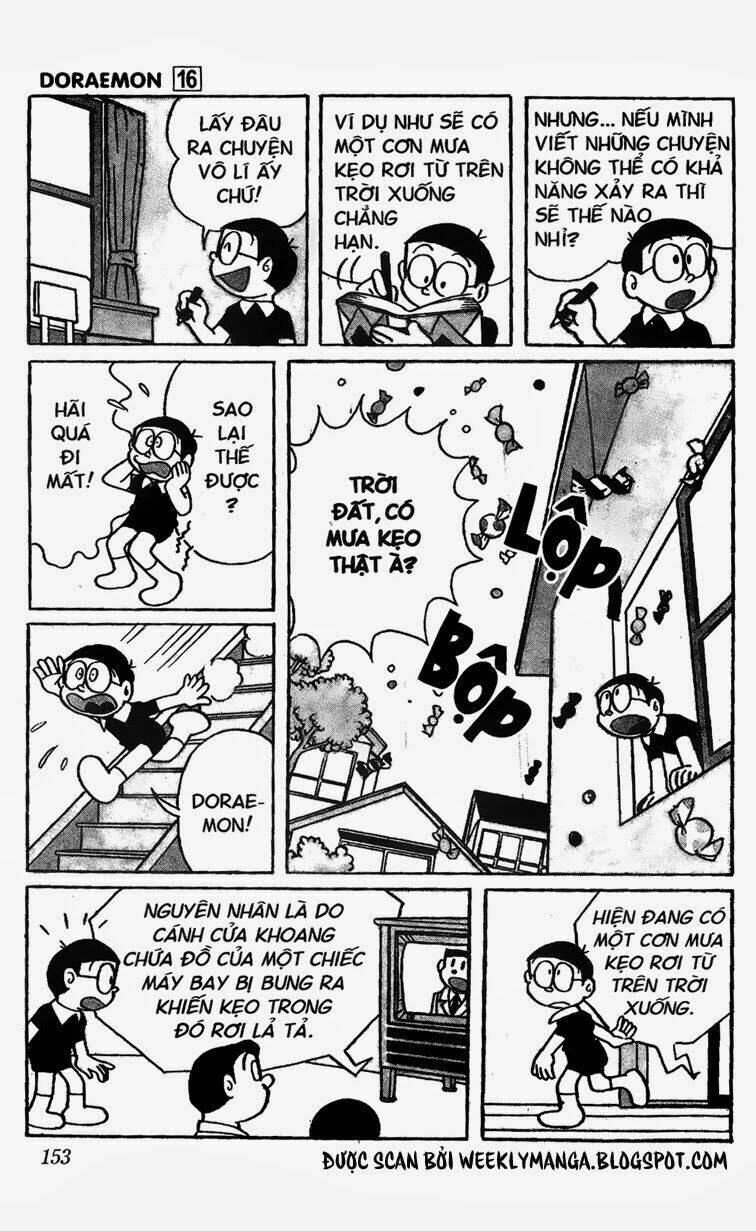 DORAEMON 16
NHƯNG... NẾU MÌNH
VIẾT NHỮNG CHUYỆN
KHÔNG THỂ CÓ KHẢ
NĂNG XẢY RA THÌ
SẼ THẾ NÀO
NHỈ?
VÍ DỤ NHƯ SẼ CÓ
MỘT CƠN MƯA
KẸO RƠI TỪ TRÊN
TRỜI XUỐNG
CHẲNG
HẠN.
LẤY ĐÂU
RA CHUYỆN
VÔ LÍ ẤY
CHỨ!
LỘP
BỘP
TRỜI
ĐẤT, CÓ
MƯA KẸO
THẬT À?
SAO
LẠI
THẾ
ĐƯỢC
?
HÃI
QUÁ
ĐI
MẤT!
DORAE-
MON!
HIỆN ĐANG CÓ
MỘT CƠN MƯA
KẸO RƠI TỪ
TRÊN TRỜI
XUỐNG.
NGUYÊN NHÂN LÀ DO
CÁNH CỬA KHOANG
CHỨA ĐỒ CỦA MỘT CHIẾC
MÁY BAY BỊ BUNG RA
KHIẾN KẸO TRONG
ĐÓ RƠI LẢ TẢ.
153
ĐƯỢC SCAN BỞI WEEKLYMANGA.BLOGSPOT.COM